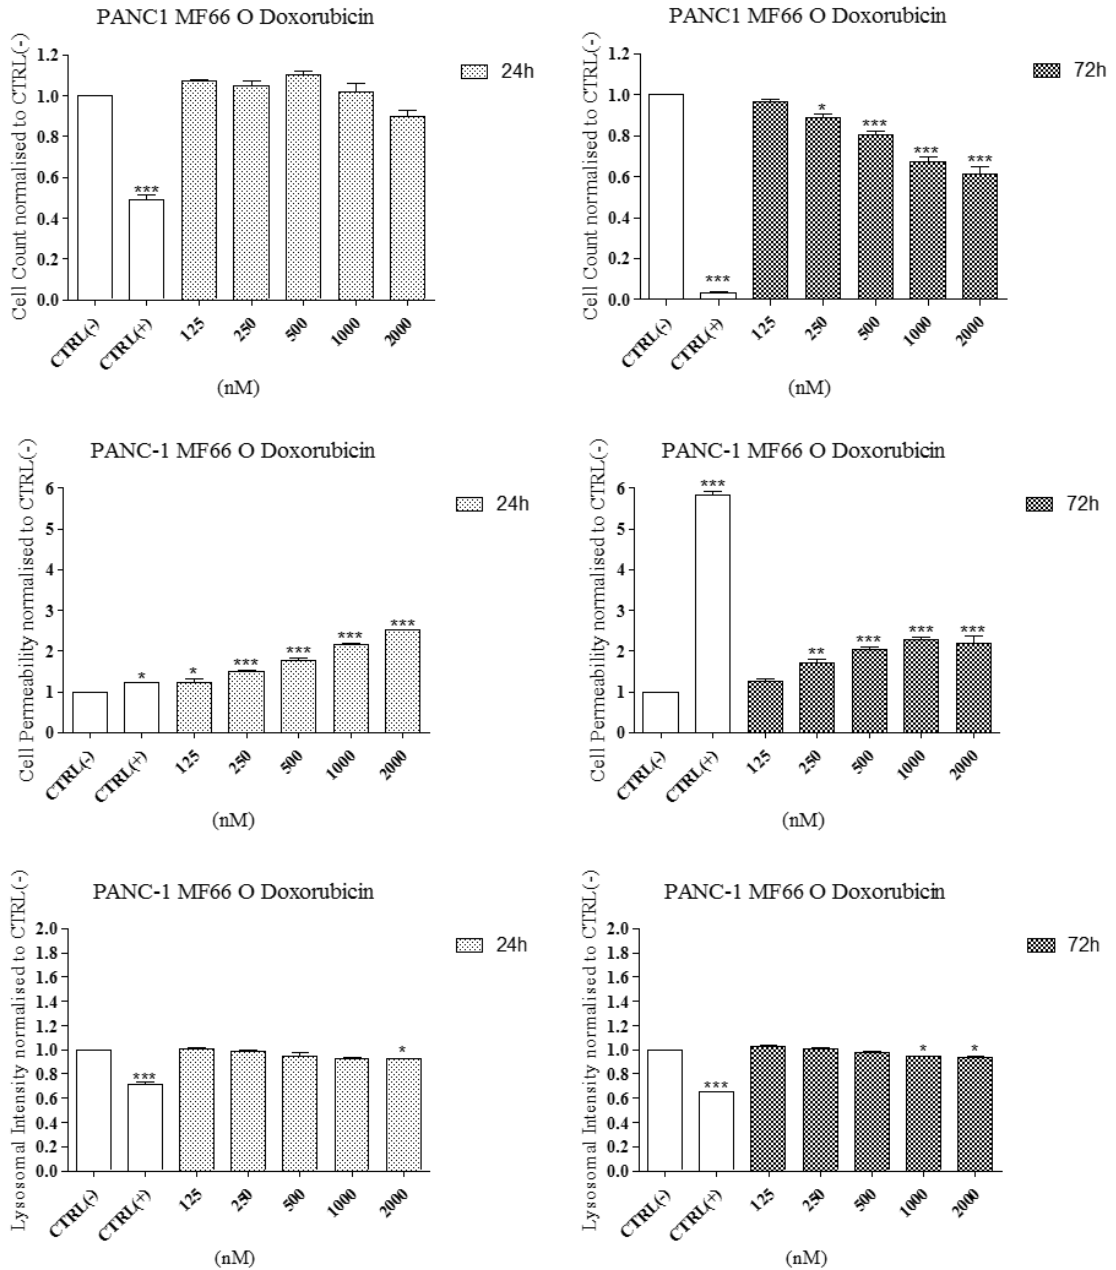 PANC1 MF66 O Doxorubicin
Cell Count normalised to CTRL(-)
1.2
1.0
0.8
0.6
0.4
0.2
0.0
***
24h
CTRL(-) CTRL(+) 125 250 500 1000 2000
(nM)
PANC1 MF66 O Doxorubicin
Cell Count normalised to CTRL(-)
1.2
1.0
0.8
0.6
0.4
0.2
0.0
*** * *** *** ***
72h
CTRL(-) CTRL(+) 125 250 500 1000 2000
(nM)
PANC-1 MF66 O Doxorubicin
Cell Permeability normalised to CTRL(-)
6
5
4
3
2
1
0
* * *** *** *** ***
24h
CTRL(-) CTRL(+) 125 250 500 1000 2000
(nM)
PANC-1 MF66 O Doxorubicin
Cell Permeability normalised to CTRL(-)
6
5
4
3
2
1
0
*** ** *** *** ***
72h
CTRL(-) CTRL(+) 125 250 500 1000 2000
(nM)
PANC-1 MF66 O Doxorubicin
Lysosomal Intensity normalised to CTRL(-)
2.0
1.8
1.6
1.4
1.2
1.0
0.8
0.6
0.4
0.2
0.0
*** *
24h
CTRL(-) CTRL(+) 125 250 500 1000 2000
(nM)
PANC-1 MF66 O Doxorubicin
Lysosomal Intensity normalised to CTRL(-)
2.0
1.8
1.6
1.4
1.2
1.0
0.8
0.6
0.4
0.2
0.0
*** * *
72h
CTRL(-) CTRL(+) 125 250 500 1000 2000
(nM)